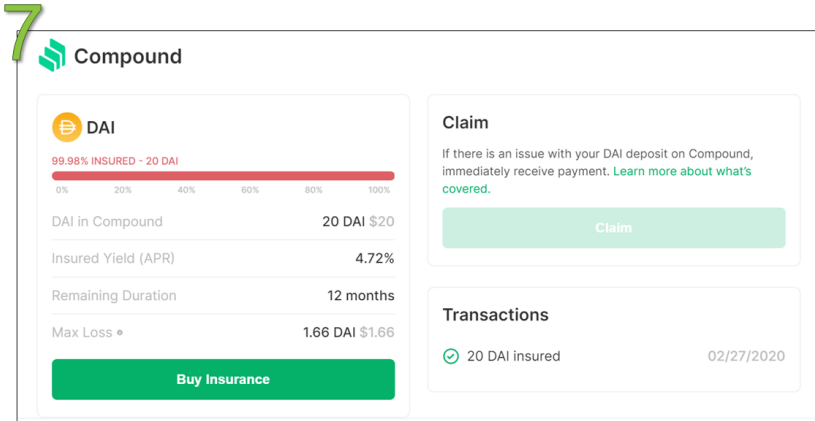 7
Compound
DAI
99.98% INSURED - 20 DAI
0% 20% 40% 60% 80% 100%
DAI in Compound 20 DAI $20
Insured Yield (APR) 4.72%
Remaining Duration 12 months
Max Loss 1.66 DAI $1.66
Buy Insurance
Claim
If there is an issue with your DAI deposit on Compound,
immediately receive payment. Learn more about what's
covered.
Claim
Transactions
20 DAI insured 02/27/2020